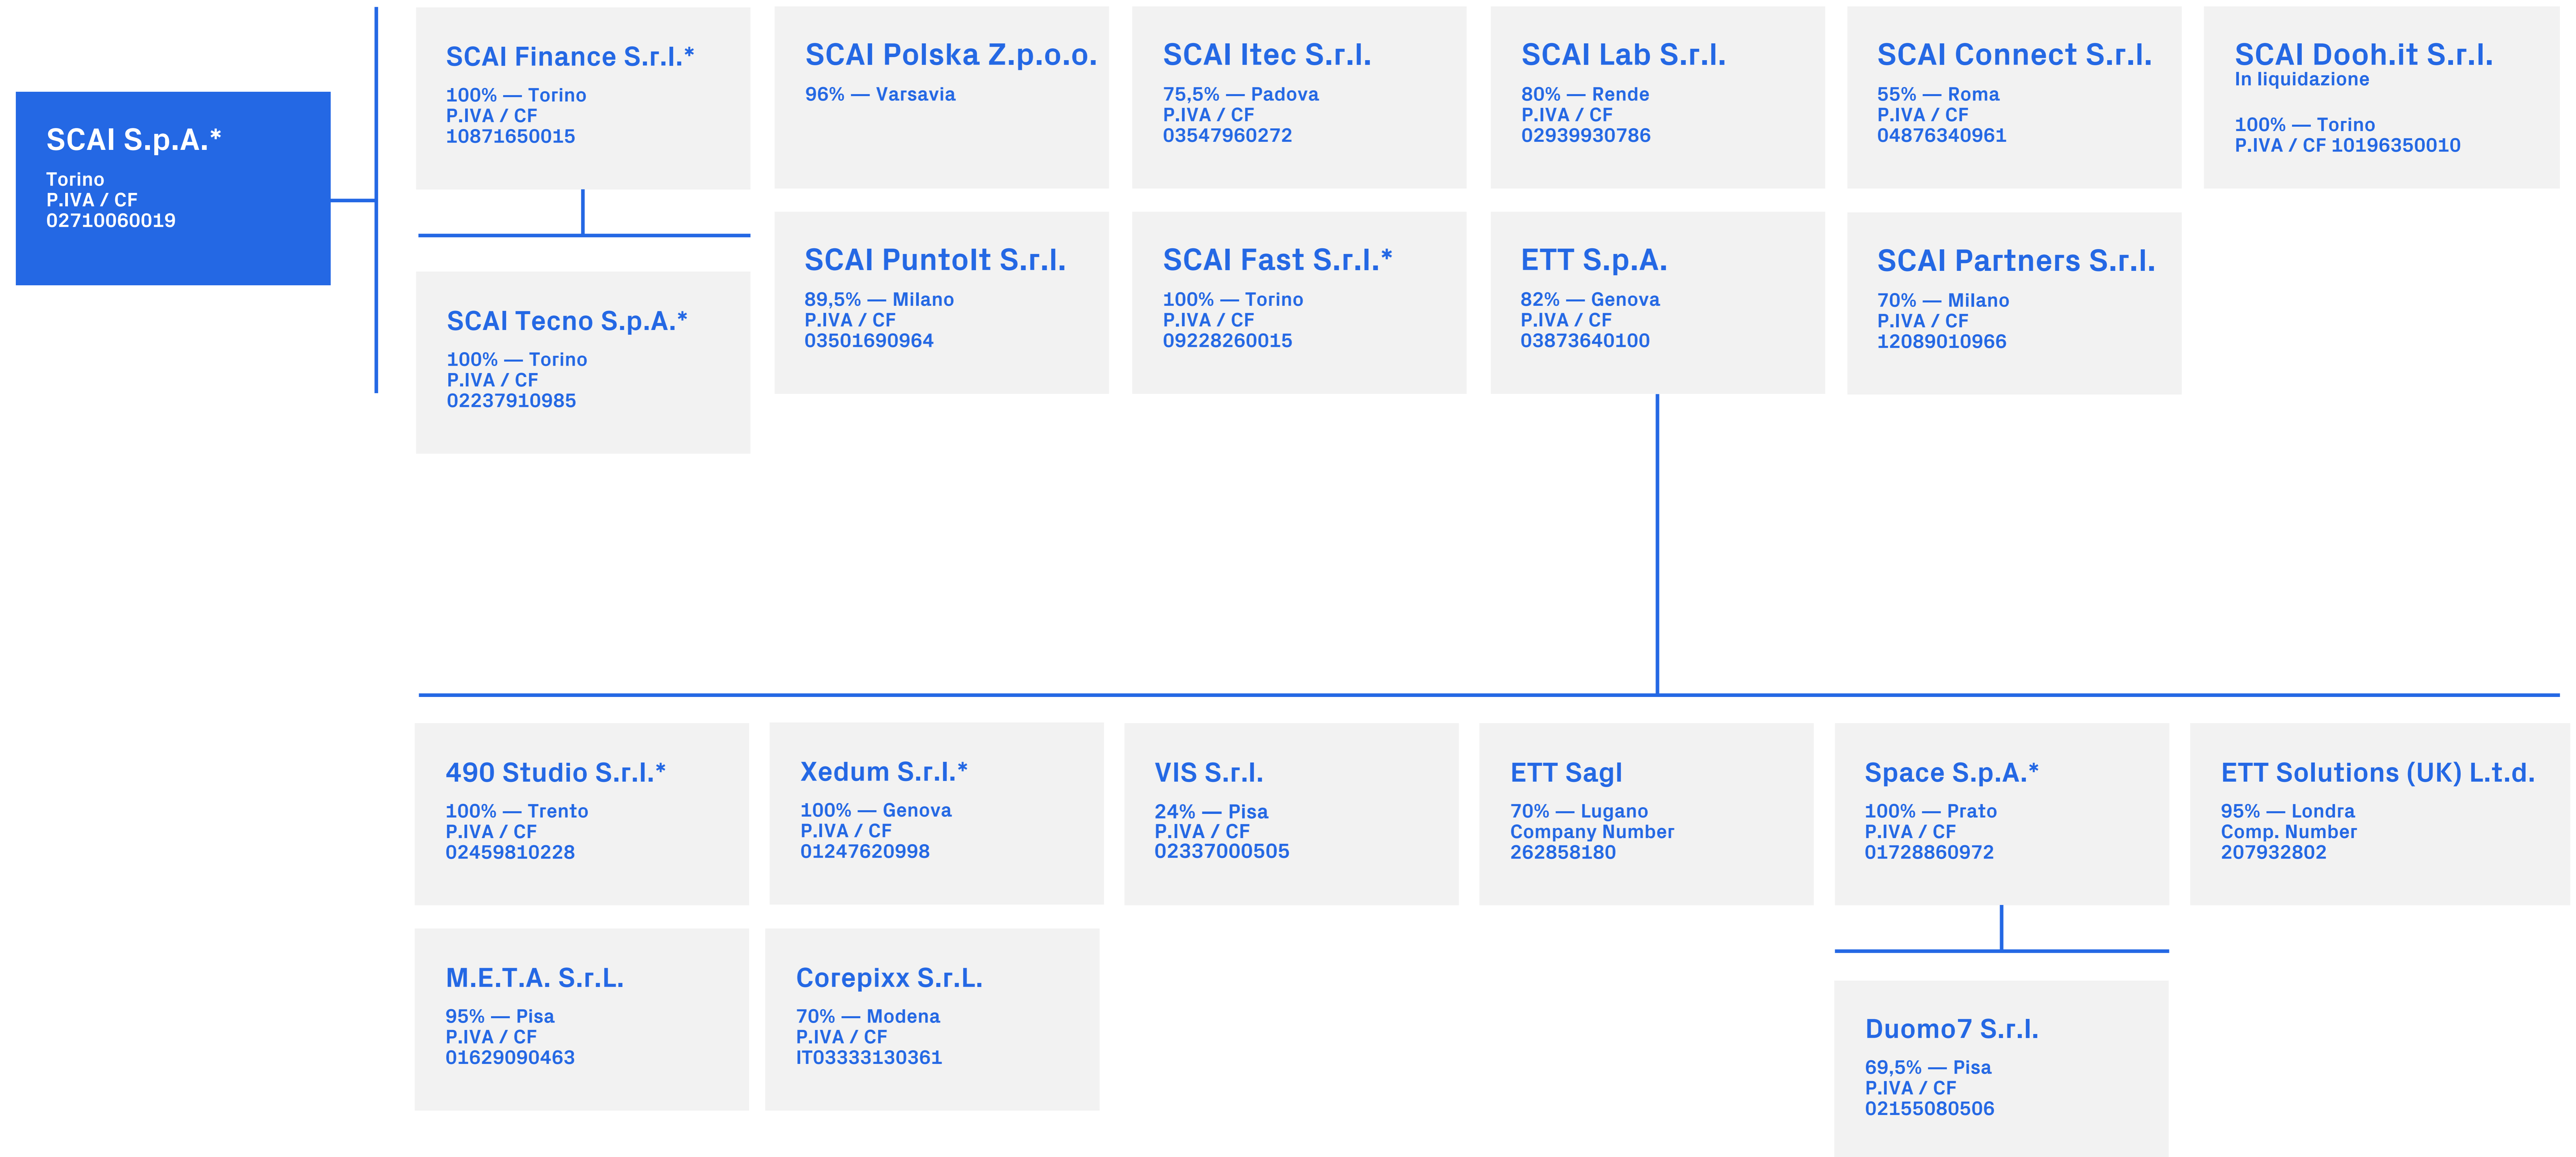 SCAI S.p.A.*
Torino
P.IVA / CF
02710060019
SCAI Finance S.r.l.*
100% — Torino
P.IVA / CF
10871650015
SCAI Polska Z.p.o.o.
96% — Varsavia
SCAI Itec S.r.l.
75,5% — Padova
P.IVA / CF
03547960272
SCAI Lab S.r.l.
80% — Rende
P.IVA / CF
02939930786
SCAI Connect S.r.l.
55% — Roma
P.IVA / CF
04876340961
SCAI Dooh.it S.r.l.
In liquidazione
100% — Torino
P.IVA / CF 10196350010
SCAI Tecno S.p.A.*
100% — Torino
P.IVA / CF
02237910985
SCAI PuntoIt S.r.l.
89,5% — Milano
P.IVA / CF
03501690964
SCAI Fast S.r.l.*
100% — Torino
P.IVA / CF
09228260015
ETT S.p.A.
82% — Genova
P.IVA / CF
03873640100
SCAI Partners S.r.l.
70% — Milano
P.IVA / CF
12089010966
490 Studio S.r.l.*
100% — Trento
P.IVA / CF
02459810228
Xedum S.r.l.*
100% — Genova
P.IVA / CF
01247620998
VIS S.r.l.
24% — Pisa
P.IVA / CF
02337000505
ETT Sagl
70% — Lugano
Company Number
262858180
Space S.p.A.*
100% — Prato
P.IVA / CF
01728860972
ETT Solutions (UK) L.t.d.
95% — Londra
Comp. Number
207932802
M.E.T.A. S.r.L.
95% — Pisa
P.IVA / CF
01629090463
Corepixx S.r.L.
70% — Modena
P.IVA / CF
IT03333130361
Duomo7 S.r.l.
69,5% — Pisa
P.IVA / CF
02155080506